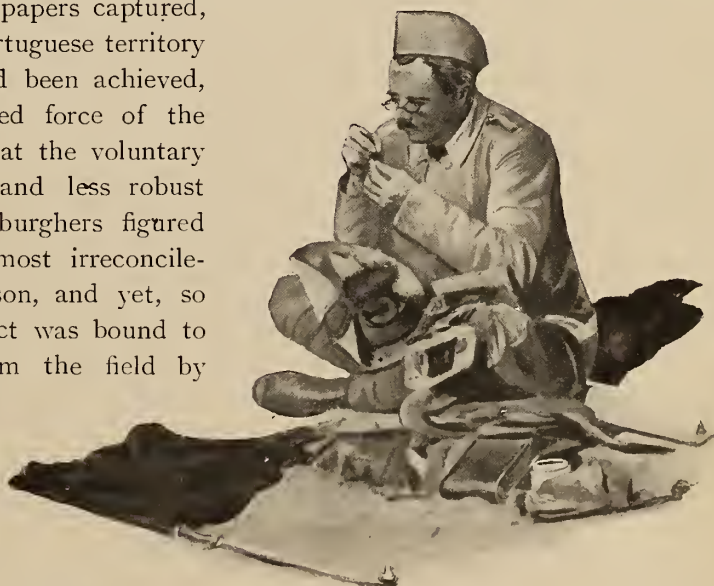 papers captured,
rtuguese territory
d been achieved,
ed force of the
at the voluntary
and less robust
burghers figured
most irreconcile-
son, and yet, so
ct was bound to
m the field by